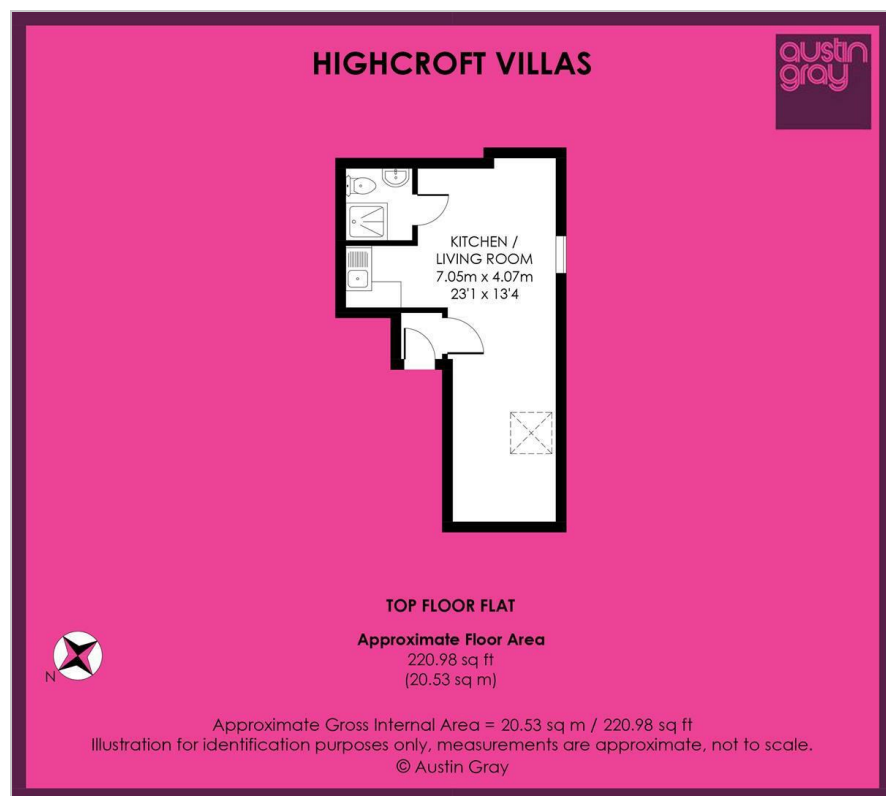 HIGHCROFT VILLAS
austin
gray
KITCHEN /
LIVING ROOM
7.05m x 4.07m
23'1 x 13'4
TOP FLOOR FLAT
Approximate Floor Area
220.98 sq ft
(20.53 sq m)
N
Approximate Gross Internal Area = 20.53 sq m / 220.98 sq ft
Illustration for identification purposes only, measurements are approximate, not to scale.
© Austin Gray